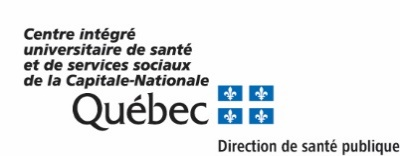 Centre intégré
universitaire de santé
et de services sociaux
de la Capitale-Nationale
Québec
Direction de santé publique